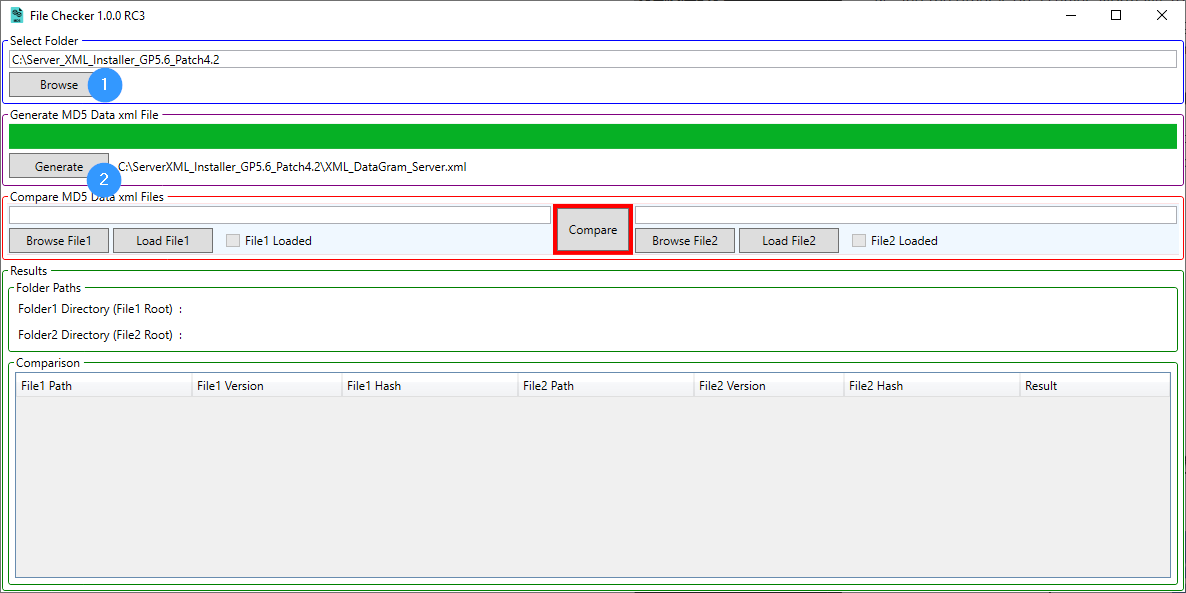 File Checker 1.0.0 RC3
Select Folder
C:\Server_XML_Installer_GP5.6_Patch4.2
Browse 1
Generate MD5 Data xml File
Generate 2 C:\ServerXML_Installer_GP5.6_Patch4.2\XML_DataGram_Server.xml
Compare MD5 Data xml Files
Browse File1 Load File1 File1 Loaded Compare Browse File2 Load File2 File2 Loaded
Results
Folder Paths
Folder1 Directory (File1 Root) :
Folder2 Directory (File2 Root) :
Comparison
File1 Path File1 Version File1 Hash File2 Path File2 Version File2 Hash Result